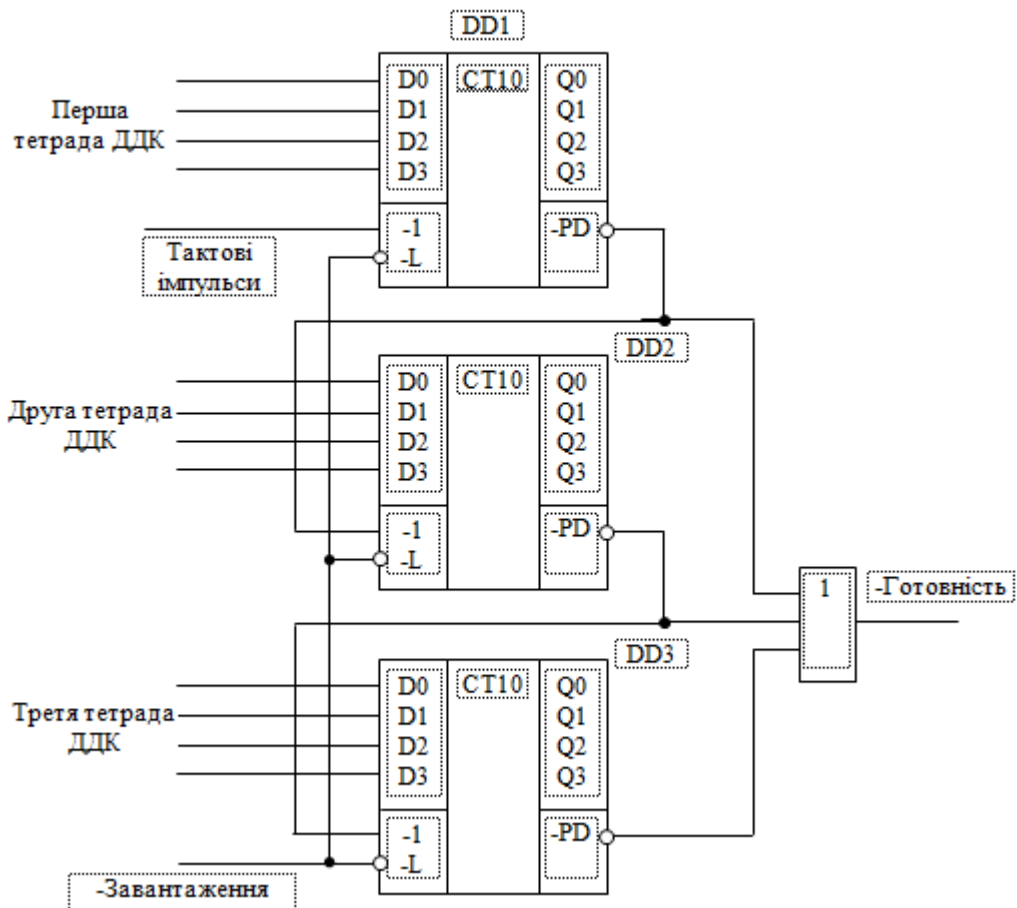 DD1
D0 CT10 Q0
D1 Q1
D2 Q2
D3 Q3
Перша
тетрада ДДК
-1 -PD
-L
Тактові
імпульси
DD2
D0 CT10 Q0
D1 Q1
D2 Q2
D3 Q3
Друга тетрада
ДДК
-1 -PD
-L
1 -Готовність
DD3
D0 CT10 Q0
D1 Q1
D2 Q2
D3 Q3
Третя тетрада
ДДК
-1 -PD
-L
-Завантаження